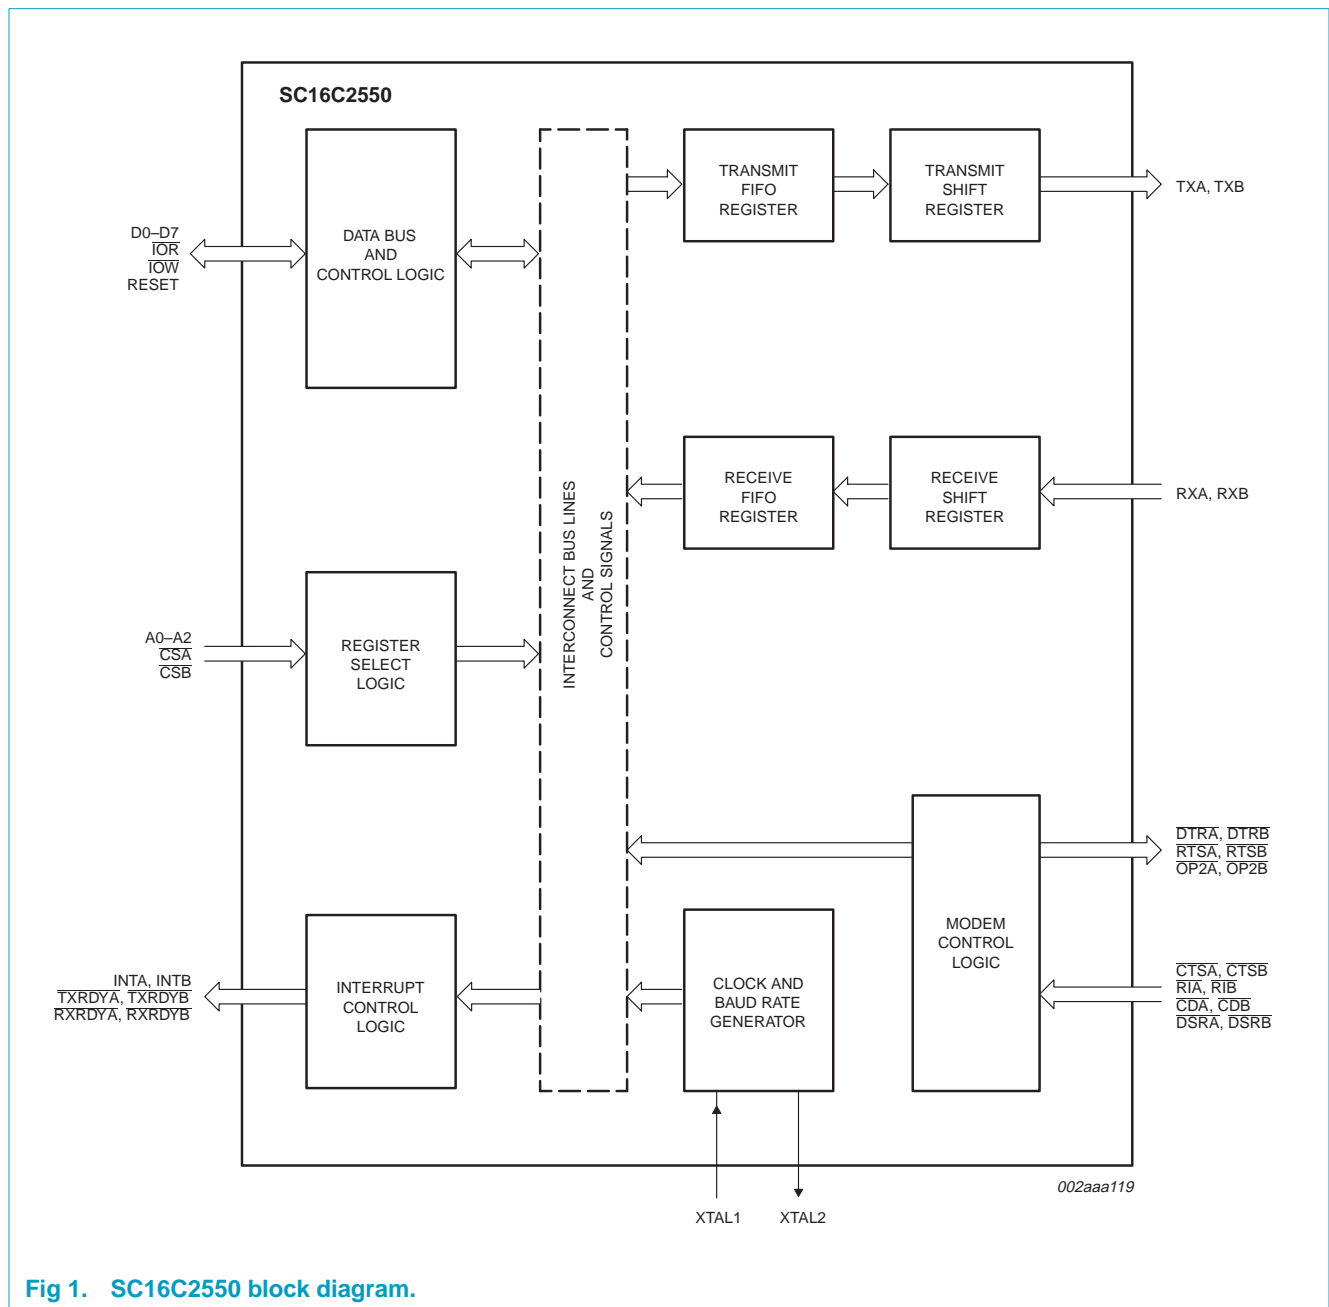 SC16C2550
D0–D7
IOR
IOW
RESET
DATA BUS
AND
CONTROL LOGIC
TRANSMIT
FIFO
REGISTER
TRANSMIT
SHIFT
REGISTER
TXA, TXB
INTERCONNECT BUS LINES
AND
CONTROL SIGNALS
RECEIVE
FIFO
REGISTER
RECEIVE
SHIFT
REGISTER
RXA, RXB
A0–A2
CSA
CSB
REGISTER
SELECT
LOGIC
DTRA, DTRB
RTSA, RTSB
OP2A, OP2B
MODEM
CONTROL
LOGIC
CTSA, CTSB
RIA, RIB
CDA, CDB
DSRA, DSRB
INTA, INTB
TXRDYA, TXRDYB
RXRDYA, RXRDYB
INTERRUPT
CONTROL
LOGIC
CLOCK AND
BAUD RATE
GENERATOR
XTAL1
XTAL2
002aaa119
Fig 1. SC16C2550 block diagram.